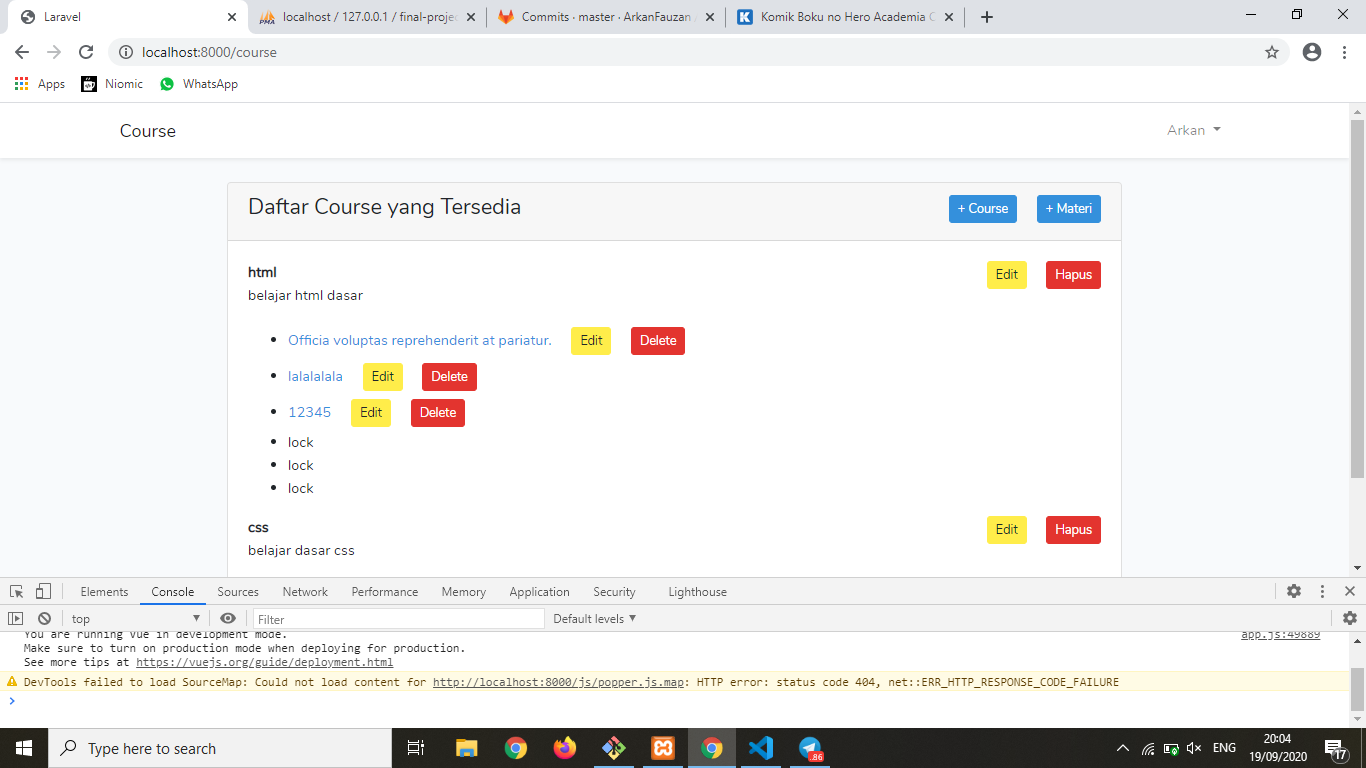 Laravel
localhost / 127.0.0.1 / final-proje
Commits · master · ArkanFauzan
Komik Boku no Hero Academia
localhost:8000/course
Apps
Niomic
WhatsApp
Course
Arkan
Daftar Course yang Tersedia
+ Course
+ Materi
html
Edit
Hapus
belajar html dasar
Officia voluptas reprehenderit at pariatur.
Edit
Delete
lalalalala
Edit
Delete
12345
Edit
Delete
lock
lock
lock
css
Edit
Hapus
belajar dasar css
Elements
Console
Sources
Network
Performance
Memory
Application
Security
Lighthouse
top
Filter
Default levels
You are running Vue in development mode.
app.js:49889
Make sure to turn on production mode when deploying for production.
See more tips at https://vuejs.org/guide/deployment.html
DevTools failed to load SourceMap: Could not load content for http://localhost:8000/js/popper.js.map: HTTP error: status code 404, net::ERR_HTTP_RESPONSE_CODE_FAILURE
Type here to search
.86
ENG
20:04
19/09/2020
17